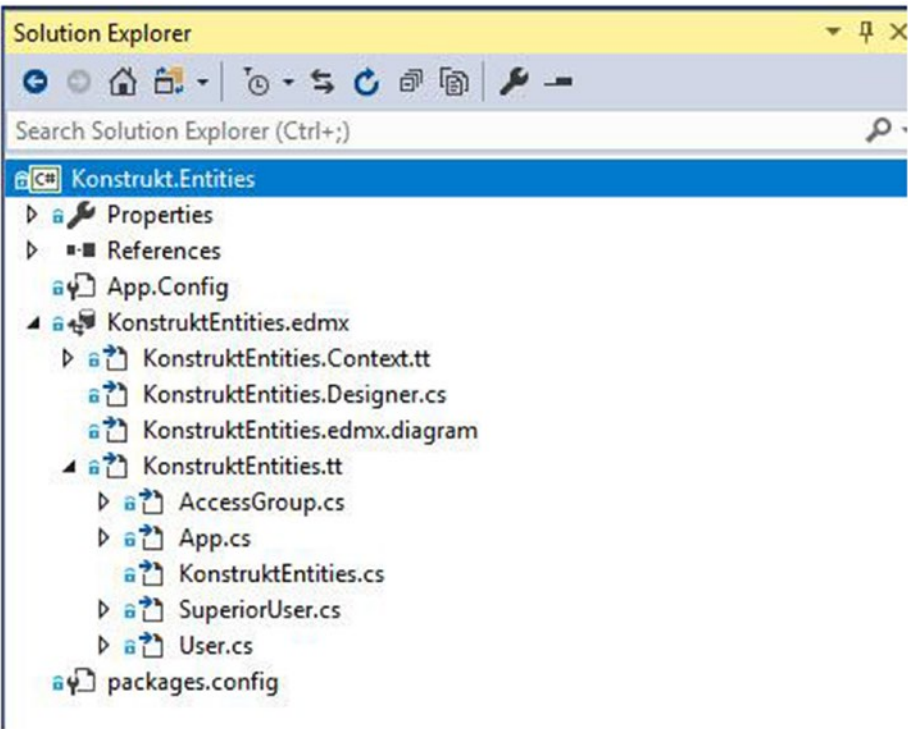 Solution Explorer
Search Solution Explorer (Ctrl+;)
C# Konstrukt.Entities
Properties
References
App.Config
KonstruktEntities.edmx
KonstruktEntities.Context.tt
KonstruktEntities.Designer.cs
KonstruktEntities.edmx.diagram
KonstruktEntities.tt
AccessGroup.cs
App.cs
KonstruktEntities.cs
SuperiorUser.cs
User.cs
packages.config